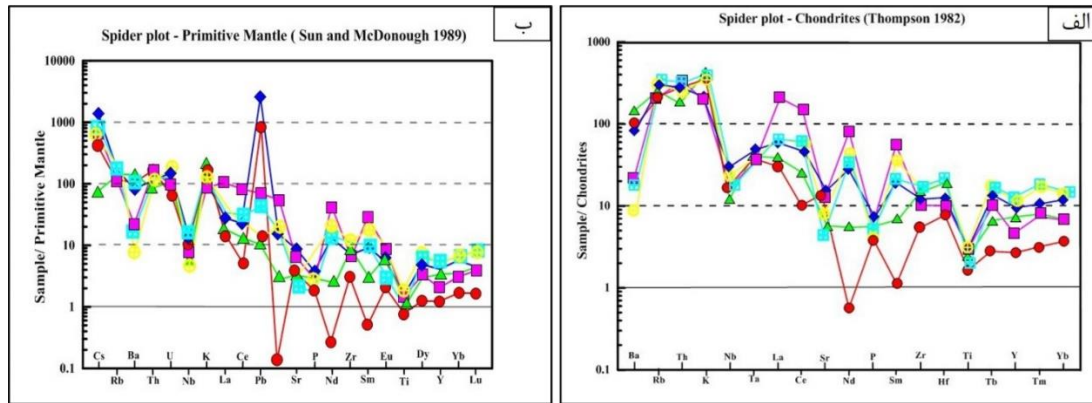 ب
Spider plot - Primitive Mantle ( Sun and McDonough 1989)
Sample/ Primitive Mantle
10000
1000
100
10
1
0.1
Cs Ba U K Ce Pb P Zr Eu Dy Yb
Rb Th Nb La Sr Nd Sm Ti Y Lu
الف
Spider plot - Chondrites (Thompson 1982)
Sample/ Chondrites
1000
100
10
1
0.1
Ba Th Nb La Sr P Zr Ti Y Yb
Rb K Ta Ce Nd Sm Hf Tb Tm